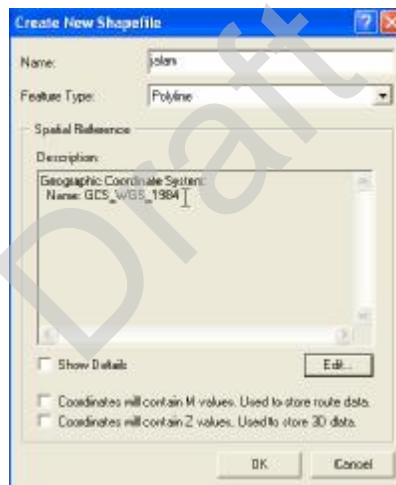 Create New Shapefile
Name: jalan
Feature Type: Polyline
Spatial Reference
Description:
Geographic Coordinate System:
Name: GCS_WGS_1984
Show Details
Edit...
Coordinates will contain M values. Used to store route data.
Coordinates will contain Z values. Used to store 3D data.
OK Cancel
Draft